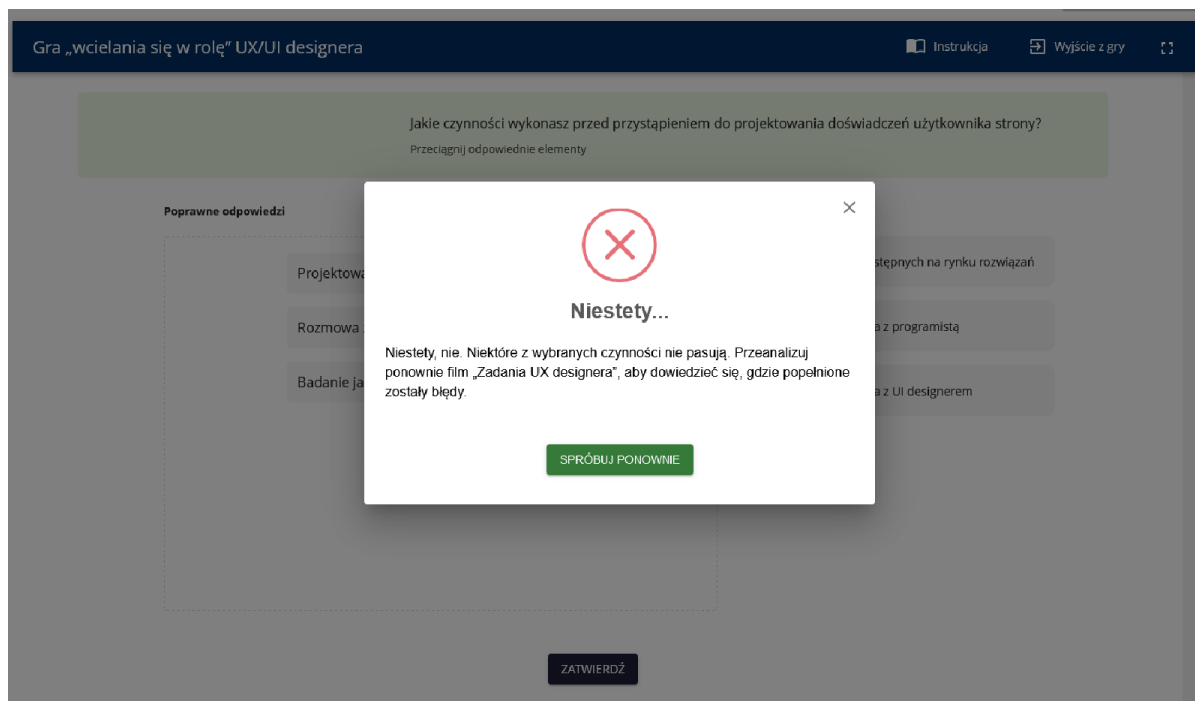 Gra „wcielania się w rolę” UX/UI designera
Instrukcja
Wyjście z gry
Jakie czynności wykonasz przed przystąpieniem do projektowania doświadczeń użytkownika strony?
Przeciągnij odpowiednie elementy
Poprawne odpowiedzi
Rozmowa
Badanie
na rynku rozwiązań
z programistą
z UI designerem
Niestety...
Niestety, nie. Niektóre z wybranych czynności nie pasują. Przeanalizuj
ponownie film „Zadania UX designera”, aby dowiedzieć się, gdzie popełnione
zostały błędy.
SPRÓBUJ PONOWNIE
ZATWIERDŹ